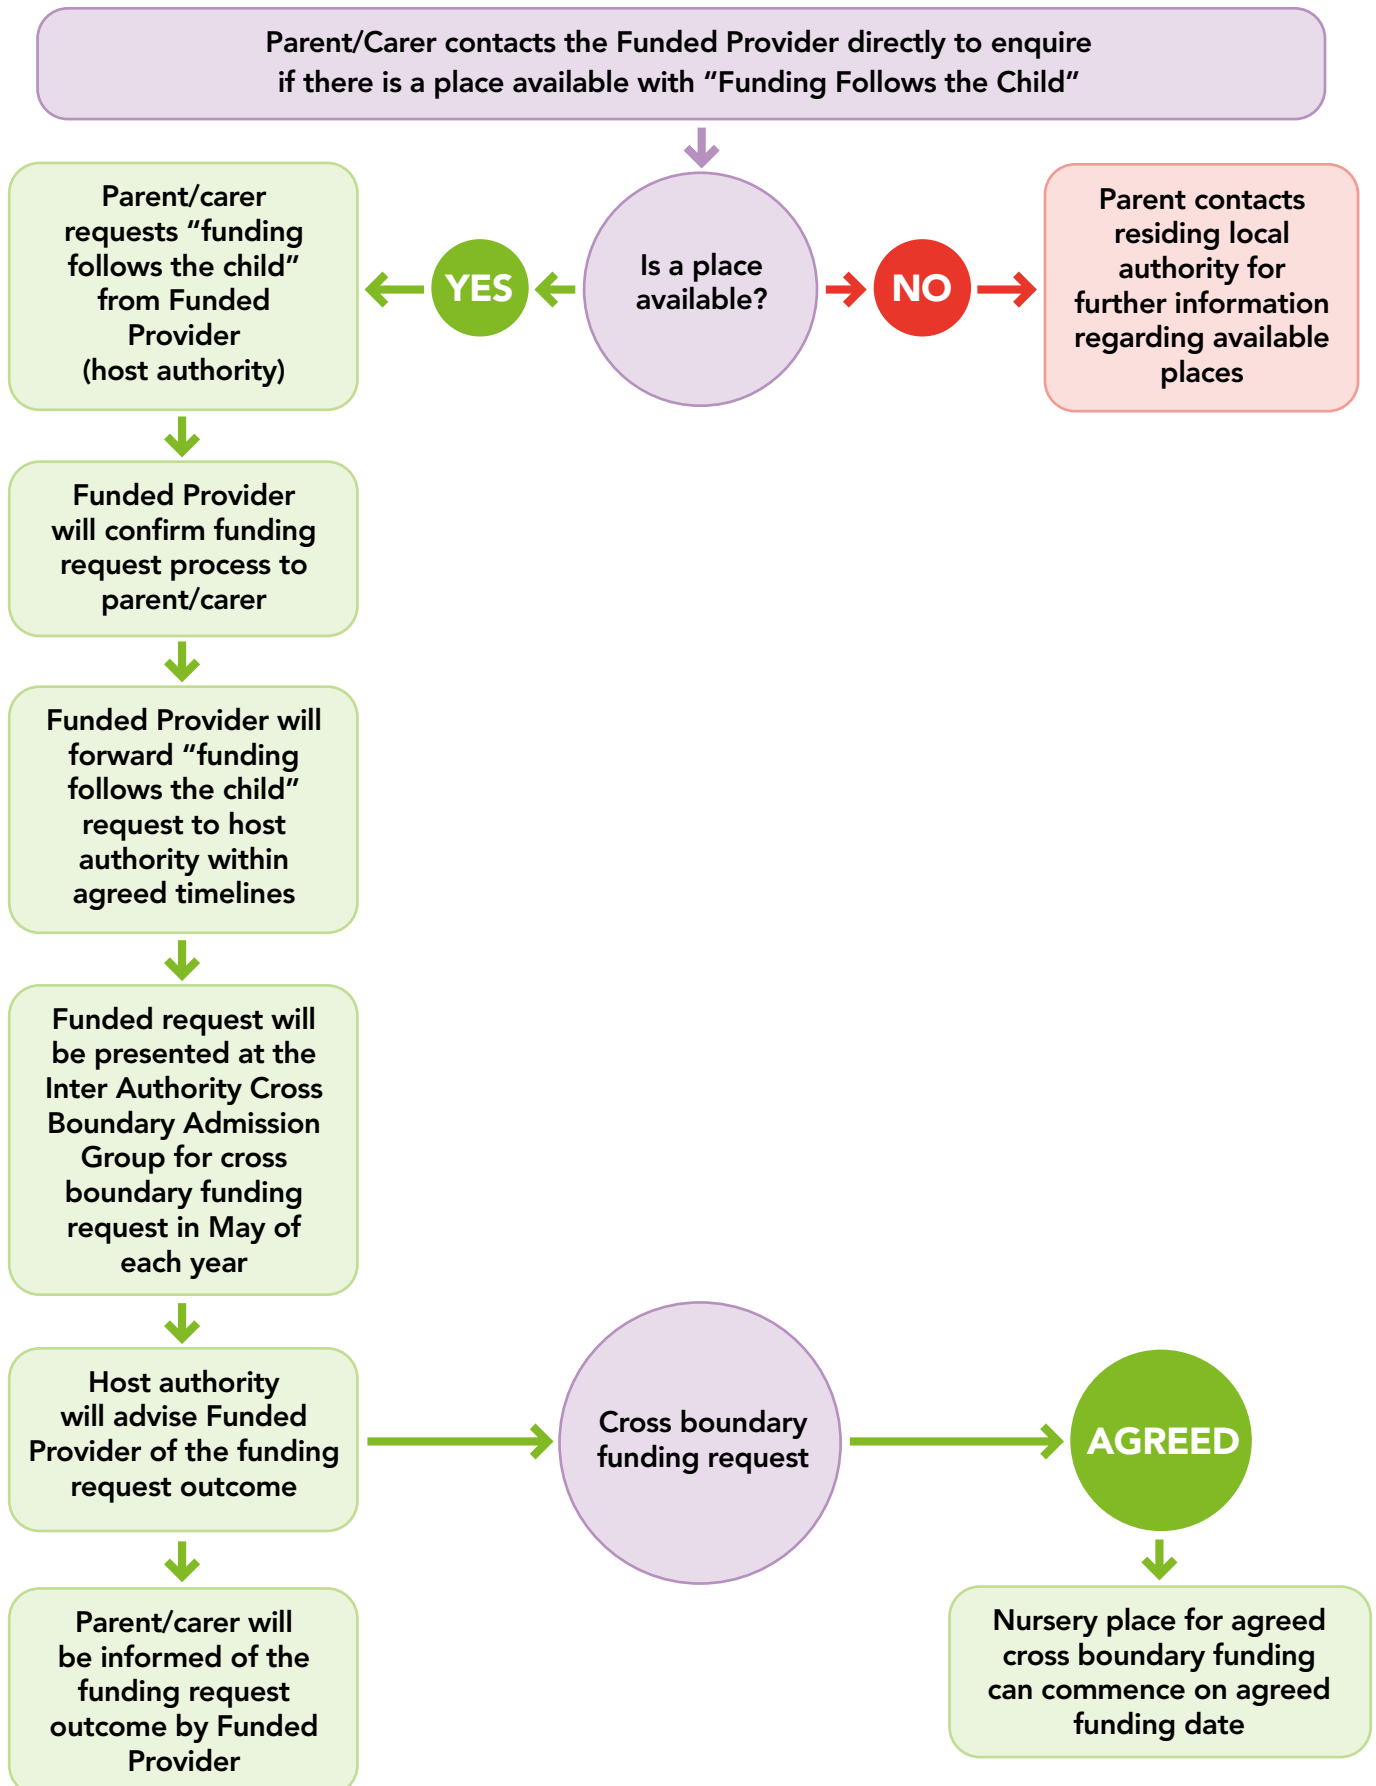 Parent/Carer contacts the Funded Provider directly to enquire
if there is a place available with “Funding Follows the Child”
Parent/carer
requests “funding
follows the child”
from Funded
Provider
(host authority)
YES
Is a place
available?
NO
Parent contacts
residing local
authority for
further information
regarding available
places
Funded Provider
will confirm funding
request process to
parent/carer
Funded Provider will
forward “funding
follows the child”
request to host
authority within
agreed timelines
Funded request will
be presented at the
Inter Authority Cross
Boundary Admission
Group for cross
boundary funding
request in May of
each year
Host authority
will advise Funded
Provider of the funding
request outcome
Cross boundary
funding request
AGREED
Parent/carer will
be informed of the
funding request
outcome by Funded
Provider
Nursery place for agreed
cross boundary funding
can commence on agreed
funding date